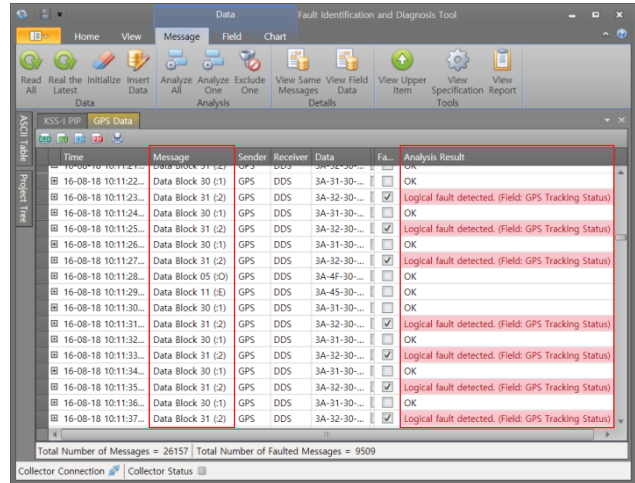 Data Fault Identification and Diagnosis Tool
Home View Message Field Chart
Read All Real the Latest Initialize Insert Data Analyze All Analyze One Exclude One View Same Messages View Field Data View Upper Item View Specification View Report
Data Analysis Details Tools
ASCII Table
Project Tree
KSS-I PIP GPS Data
Time Message Sender Receiver Data Fa... Analysis Result
16-08-18 10:11:21... Data Block 31 (:2) GPS DDS 3A-32-30-... OK
16-08-18 10:11:22... Data Block 30 (:1) GPS DDS 3A-31-30-... OK
16-08-18 10:11:23... Data Block 31 (:2) GPS DDS 3A-32-30-... Logical fault detected. (Field: GPS Tracking Status)
16-08-18 10:11:24... Data Block 30 (:1) GPS DDS 3A-31-30-... OK
16-08-18 10:11:25... Data Block 31 (:2) GPS DDS 3A-32-30-... Logical fault detected. (Field: GPS Tracking Status)
16-08-18 10:11:26... Data Block 30 (:1) GPS DDS 3A-31-30-... OK
16-08-18 10:11:27... Data Block 31 (:2) GPS DDS 3A-32-30-... Logical fault detected. (Field: GPS Tracking Status)
16-08-18 10:11:28... Data Block 05 (:O) GPS DDS 3A-4F-30-... OK
16-08-18 10:11:29... Data Block 11 (:E) GPS DDS 3A-45-30-... OK
16-08-18 10:11:30... Data Block 30 (:1) GPS DDS 3A-31-30-... OK
16-08-18 10:11:31... Data Block 31 (:2) GPS DDS 3A-32-30-... Logical fault detected. (Field: GPS Tracking Status)
16-08-18 10:11:32... Data Block 30 (:1) GPS DDS 3A-31-30-... OK
16-08-18 10:11:33... Data Block 31 (:2) GPS DDS 3A-32-30-... Logical fault detected. (Field: GPS Tracking Status)
16-08-18 10:11:34... Data Block 30 (:1) GPS DDS 3A-31-30-... OK
16-08-18 10:11:35... Data Block 31 (:2) GPS DDS 3A-32-30-... Logical fault detected. (Field: GPS Tracking Status)
16-08-18 10:11:36... Data Block 30 (:1) GPS DDS 3A-31-30-... OK
16-08-18 10:11:37... Data Block 31 (:2) GPS DDS 3A-32-30-... Logical fault detected. (Field: GPS Tracking Status)
Total Number of Messages = 26157 Total Number of Faulted Messages = 9509
Collector Connection Collector Status